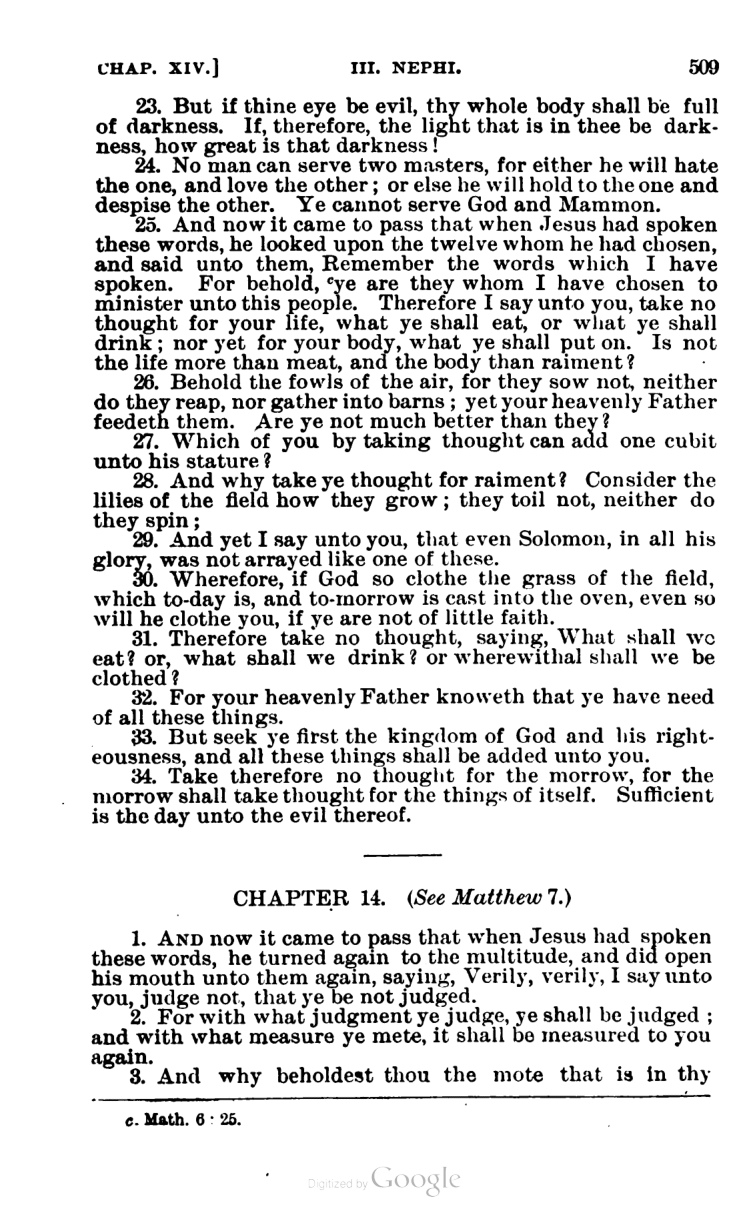 CHAP. XIV.] III. NEPHI. 509
23. But if thine eye be evil, thy whole body shall be full
of darkness. If, therefore, the light that is in thee be dark-
ness, how great is that darkness!
24. No man can serve two masters, for either he will hate
the one, and love the other; or else he will hold to the one and
despise the other. Ye cannot serve God and Mammon.
25. And now it came to pass that when Jesus had spoken
these words, he looked upon the twelve whom he had chosen,
and said unto them, Remember the words which I have
spoken. For behold, cye are they whom I have chosen to
minister unto this people. Therefore I say unto you, take no
thought for your life, what ye shall eat, or what ye shall
drink; nor yet for your body, what ye shall put on. Is not
the life more than meat, and the body than raiment?
26. Behold the fowls of the air, for they sow not, neither
do they reap, nor gather into barns; yet your heavenly Father
feedeth them. Are ye not much better than they?
27. Which of you by taking thought can add one cubit
unto his stature?
28. And why take ye thought for raiment? Consider the
lilies of the field how they grow; they toil not, neither do
they spin;
29. And yet I say unto you, that even Solomon, in all his
glory, was not arrayed like one of these.
30. Wherefore, if God so clothe the grass of the field,
which to-day is, and to-morrow is cast into the oven, even so
will he clothe you, if ye are not of little faith.
31. Therefore take no thought, saying, What shall we
eat? or, what shall we drink? or wherewithal shall we be
clothed?
32. For your heavenly Father knoweth that ye have need
of all these things.
33. But seek ye first the kingdom of God and his right-
eousness, and all these things shall be added unto you.
34. Take therefore no thought for the morrow, for the
morrow shall take thought for the things of itself. Sufficient
is the day unto the evil thereof.
CHAPTER 14. (See Matthew 7.)
1. AND now it came to pass that when Jesus had spoken
these words, he turned again to the multitude, and did open
his mouth unto them again, saying, Verily, verily, I say unto
you, judge not, that ye be not judged.
2. For with what judgment ye judge, ye shall be judged;
and with what measure ye mete, it shall be measured to you
again.
3. And why beholdest thou the mote that is in thy
c. Math. 6 : 25.
Digitized by Google